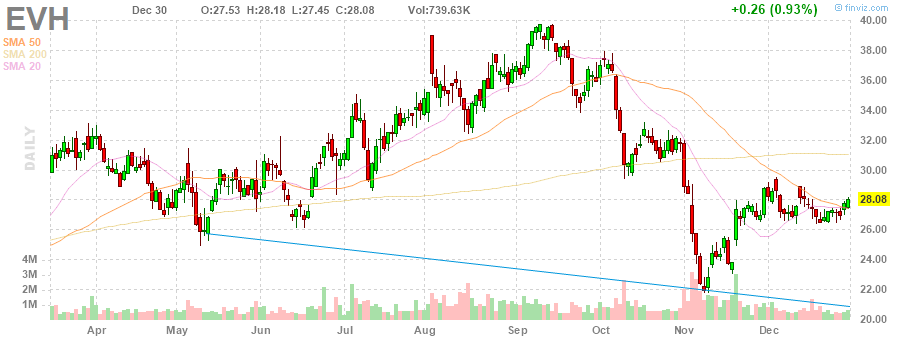 EVH Dec 30 O:27.53 H:28.18 L:27.45 C:28.08 Vol:739.63K +0.26 (0.93%) © finviz.com
SMA 50
SMA 200
SMA 20
DAILY
40.00
38.00
36.00
34.00
32.00
30.00
28.08
26.00
24.00
22.00
20.00
4M
3M
2M
1M
Apr May Jun Jul Aug Sep Oct Nov Dec